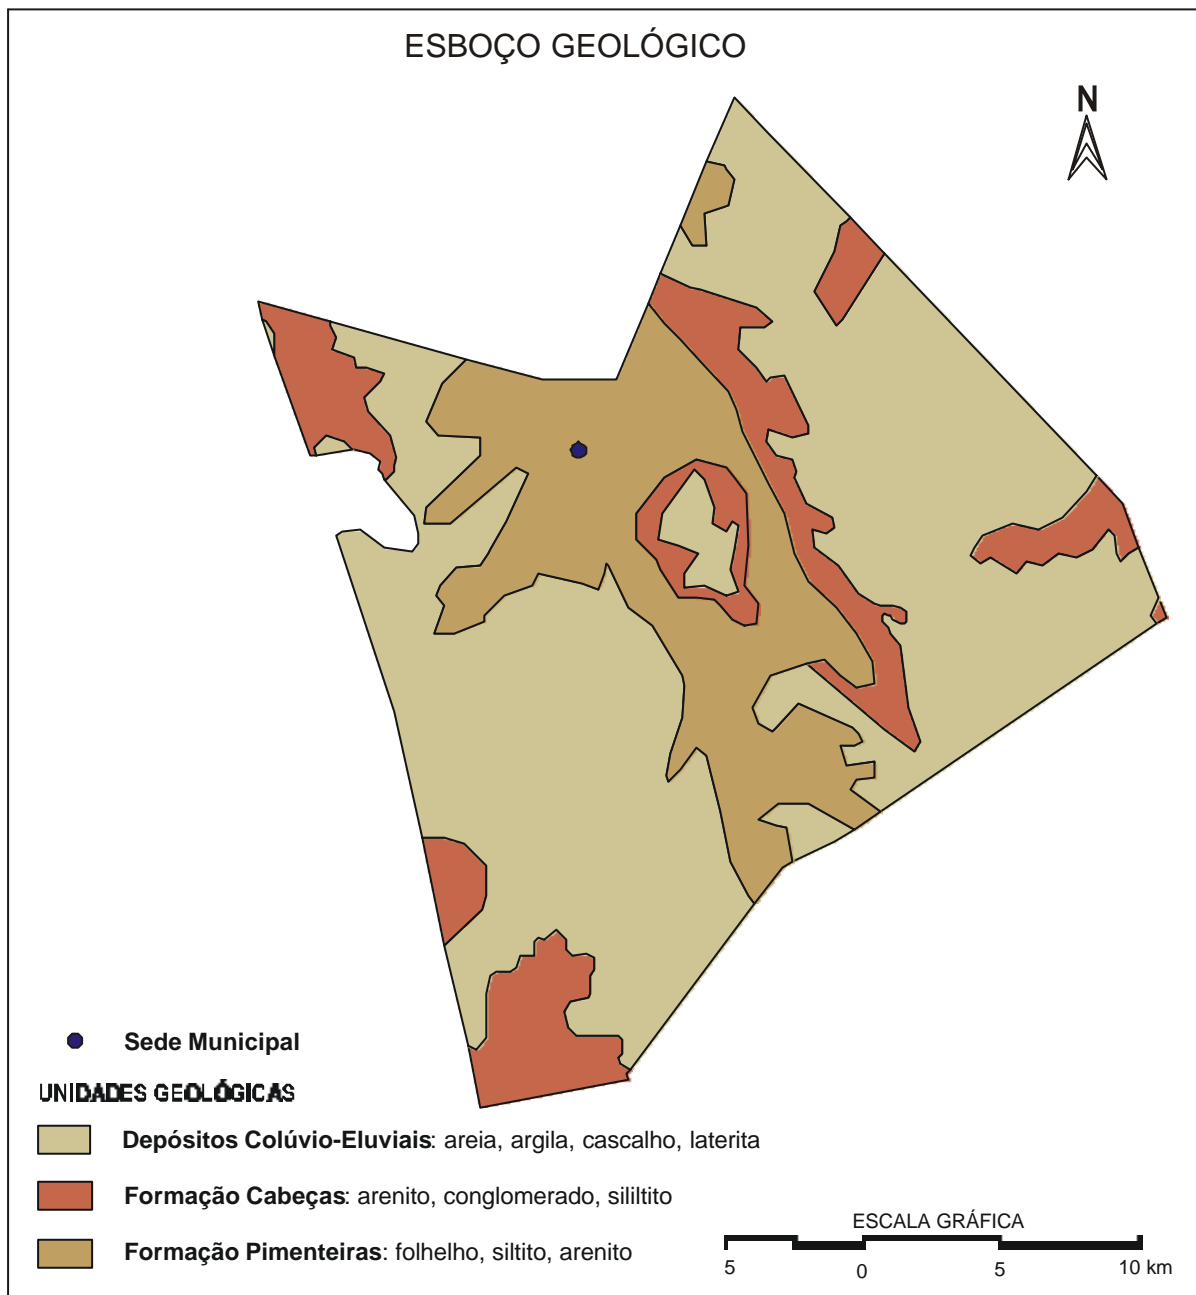 ESBOÇO GEOLÓGICO
N
Sede Municipal
UNIDADES GEOLÓGICAS
Depósitos Colúvio-Eluviais: areia, argila, cascalho, laterita
Formação Cabeças: arenito, conglomerado, sililtito
Formação Pimenteiras: folhelho, siltito, arenito
ESCALA GRÁFICA
5 0 5 10 km